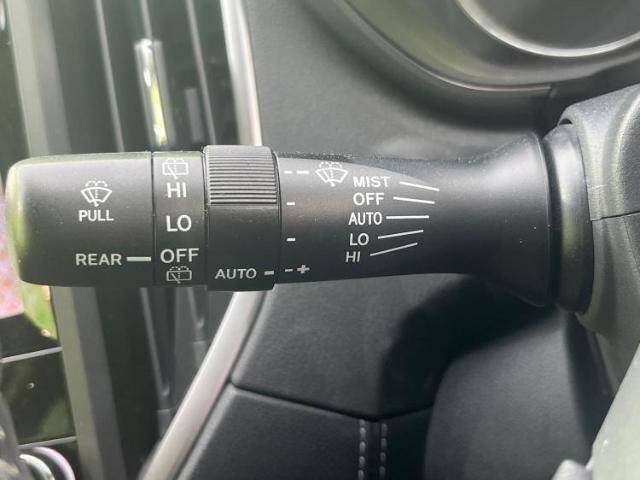 PULL
REAR
HI
LO
OFF
AUTO
--
-
-
--+
MIST
OFF
AUTO
LO
HI